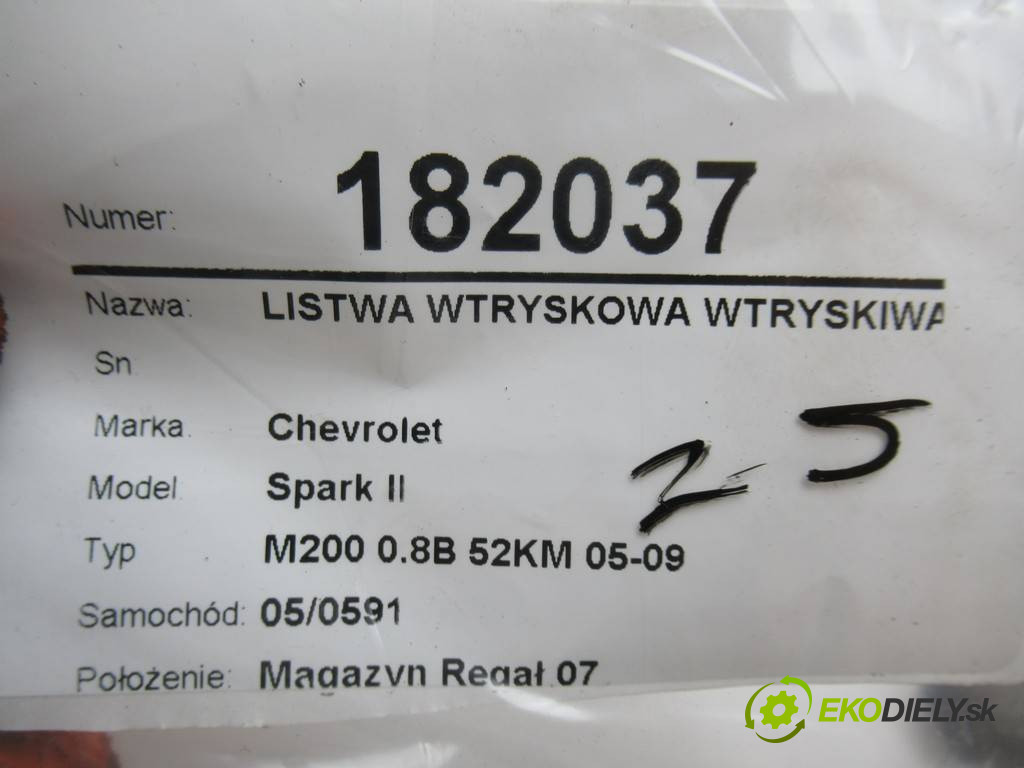 Numer: 182037
Nazwa: LISTWA WTRYSKOWA WTRYSKIWA
Sn
Marka Chevrolet
Model Spark II
Typ M200 0.8B 52KM 05-09
Samochód: 05/0591
Położenie: Magazyn Regał 07
2 5
EKODIELY.sk